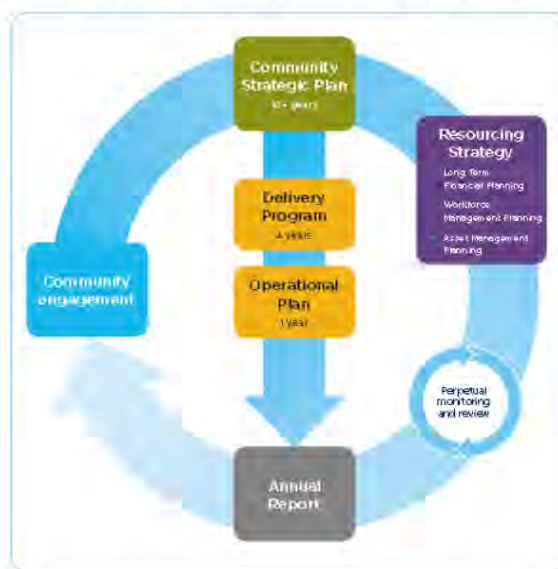 Community
Strategic Plan
10+ years
Resourcing
Strategy
Long Term
Financial Planning
Workforce
Management Planning
Asset Management
Planning
Delivery
Program
4 years
Community
engagement
Operational
Plan
1 year
Perpetual
monitoring
and review
Annual
Report